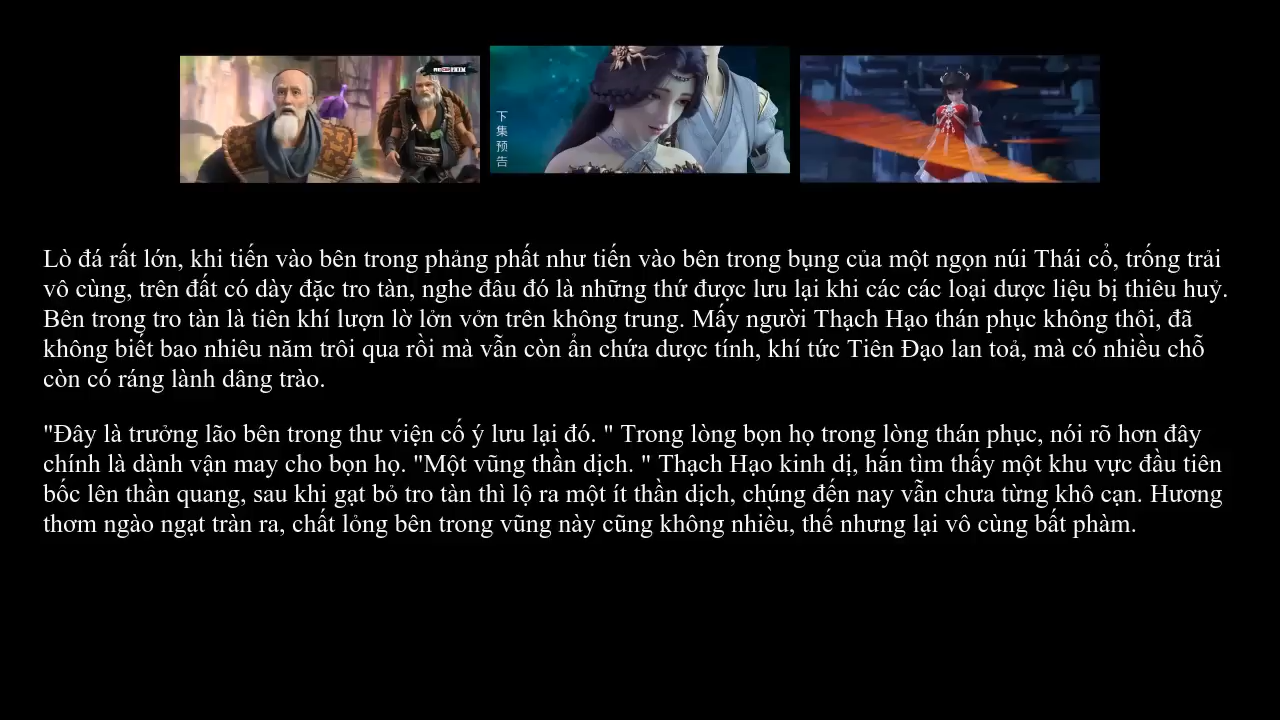 下
集
预
告
Lò đá rất lớn, khi tiến vào bên trong phảng phất như tiến vào bên trong bụng của một ngọn núi Thái cổ, trống trải
vô cùng, trên đất có dày đặc tro tàn, nghe đâu đó là những thứ được lưu lại khi các các loại dược liệu bị thiêu huỷ.
Bên trong tro tàn là tiên khí lượn lờ lởn vởn trên không trung. Mấy người Thạch Hạo thán phục không thôi, đã
không biết bao nhiêu năm trôi qua rồi mà vẫn còn ẩn chứa dược tính, khí tức Tiên Đạo lan toả, mà có nhiều chỗ
còn có ráng lành dâng trào.
"Đây là trưởng lão bên trong thư viện cố ý lưu lại đó. " Trong lòng bọn họ trong lòng thán phục, nói rõ hơn đây
chính là dành vận may cho bọn họ. "Một vũng thần dịch. " Thạch Hạo kinh dị, hắn tìm thấy một khu vực đầu tiên
bốc lên thần quang, sau khi gạt bỏ tro tàn thì lộ ra một ít thần dịch, chúng đến nay vẫn chưa từng khô cạn. Hương
thơm ngào ngạt tràn ra, chất lỏng bên trong vũng này cũng không nhiều, thế nhưng lại vô cùng bất phàm.